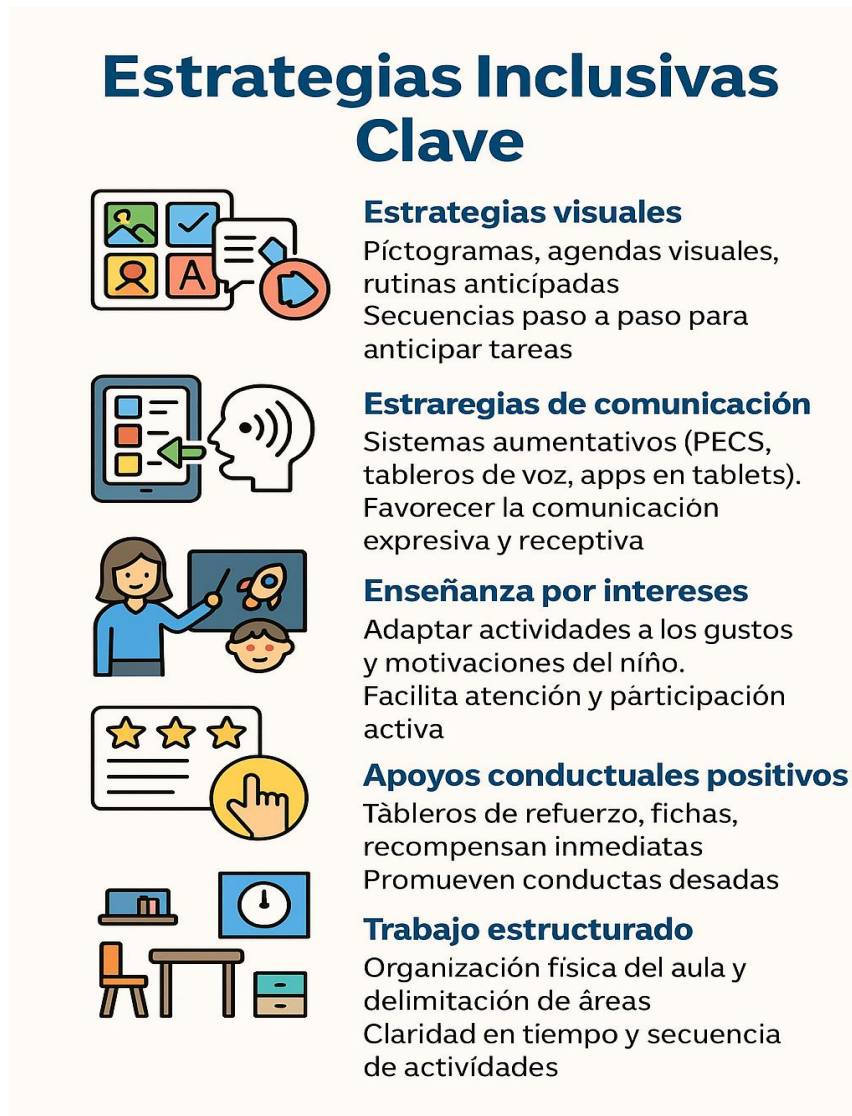 Estrategias Inclusivas
Clave
A
Estrategias visuales
Píctogramas, agendas visuales,
rutinas anticípadas
Secuencias paso a paso para
anticipar tareas
Estraregias de comunicación
Sistemas aumentativos (PECS,
tableros de voz, apps en tablets).
Favorecer la comunicación
expresiva y receptiva
Enseñanza por intereses
Adaptar actividades a los gustos
y motivaciones del níño.
Facilita atención y párticipación
activa
Apoyos conductuales positivos
Tàbleros de refuerzo, fichas,
recompensan inmediatas
Promueven conductas desadas
Trabajo estructurado
Organización física del aula y
delimitación de âreas
Claridad en tiempo y secuencia
de activídades